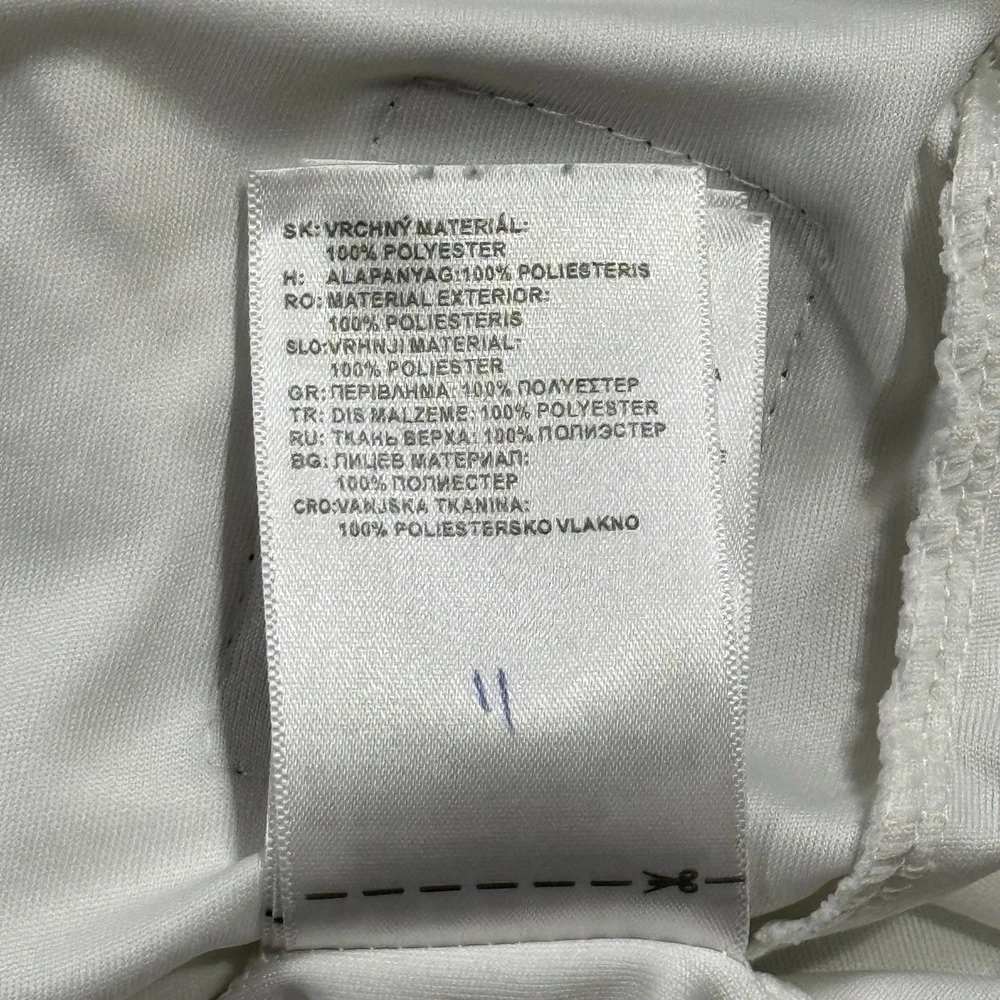 SK: VRCHNÝ MATERIÁL:
100% POLYESTER
H: ALAPANYAG:100% POLIESTERIS
RO: MATERIAL EXTERIOR:
100% POLIESTERIS
SLO:VRHNJI MATERIAL:
100% POLIESTER
GR: ΠΕΡΙΒΛΗΜΑ: 100% ΠΟΛΥΕΣΤΕΡ
TR: DIS MALZEME: 100% POLYESTER
RU: ТКАНЬ ВЕРХА: 100% ПОЛИЭСТЕР
BG: ЛИЦЕВ МАТЕРИАЛ:
100% ПОЛИЕСТЕР
CRO:VANJSKA TKANINA:
100% POLIESTERSKO VLAKNO